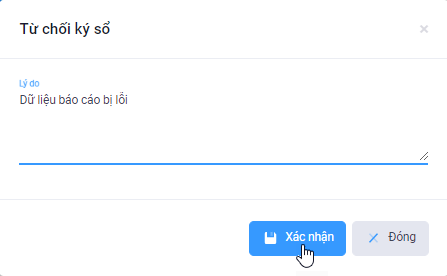 Từ chối ký số
×
Lý do
Dữ liệu báo cáo bị lỗi
Xác nhận
Đóng